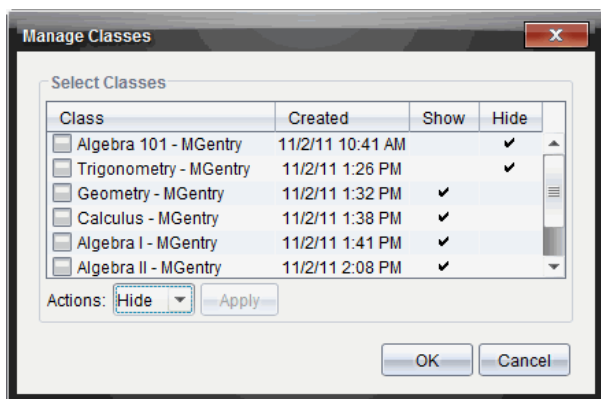 Manage Classes
Select Classes
Class Created Show Hide
Algebra 101 - MGentry 11/2/11 10:41 AM ✔
Trigonometry - MGentry 11/2/11 1:26 PM ✔
Geometry - MGentry 11/2/11 1:32 PM ✔
Calculus - MGentry 11/2/11 1:38 PM ✔
Algebra I - MGentry 11/2/11 1:41 PM ✔
Algebra II - MGentry 11/2/11 2:08 PM ✔
Actions: Hide Apply
OK Cancel